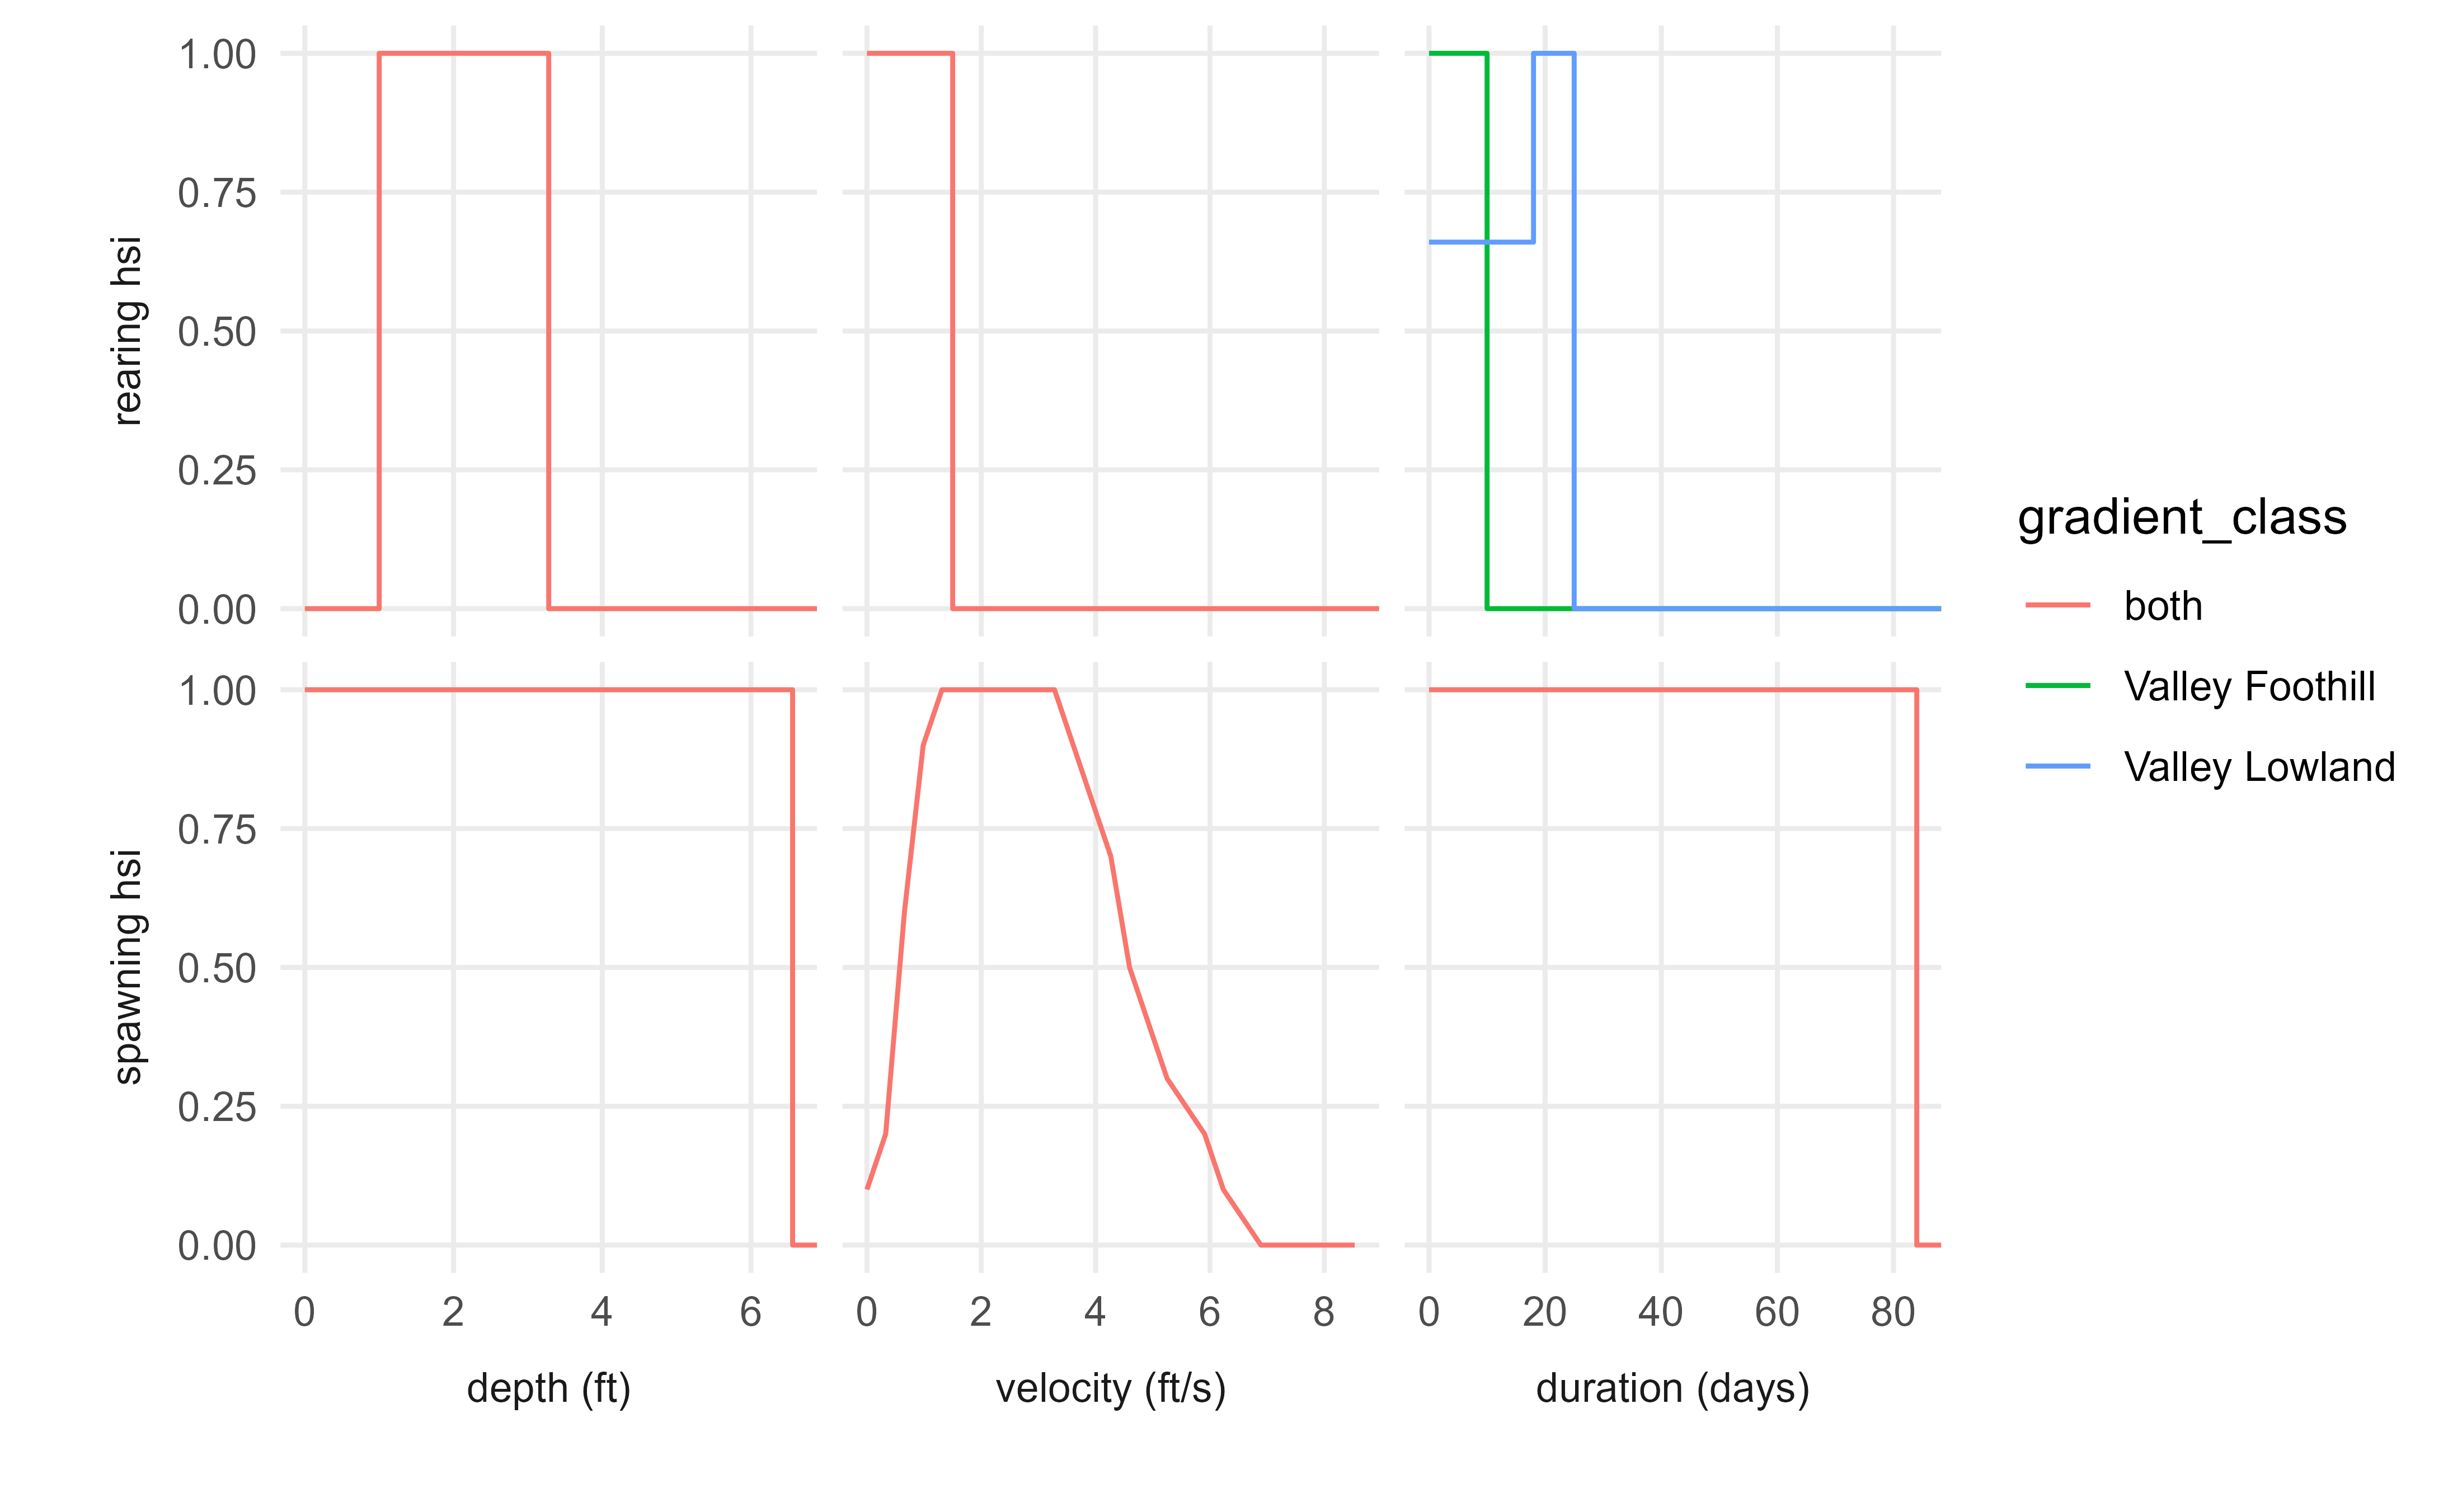 rearing hsi
1.00
0.75
0.50
0.25
0.00
spawning hsi
1.00
0.75
0.50
0.25
0.00
0 2 4 6
0 2 4 6 8
0 20 40 60 80
depth (ft)
velocity (ft/s)
duration (days)
gradient_class
both
Valley Foothill
Valley Lowland